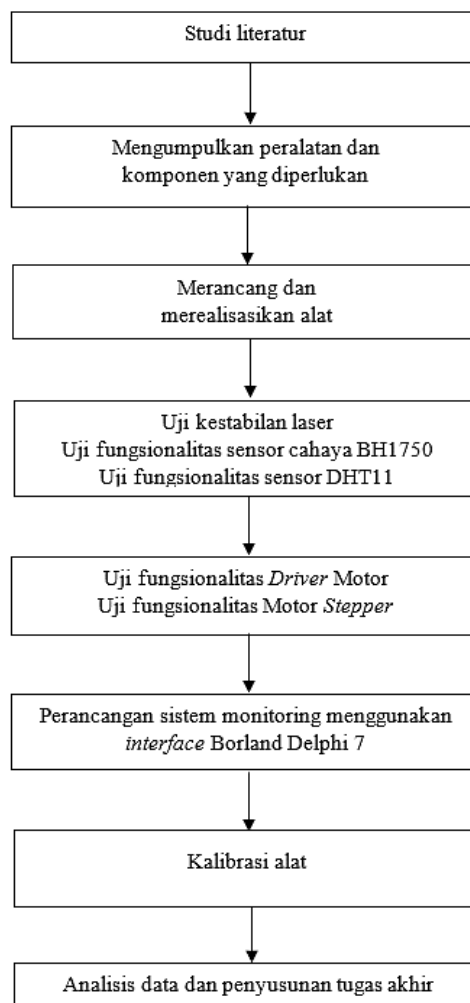 Studi literatur
Mengumpulkan peralatan dan
komponen yang diperlukan
Merancang dan
merealisasikan alat
Uji kestabilan laser
Uji fungsionalitas sensor cahaya BH1750
Uji fungsionalitas sensor DHT11
Uji fungsionalitas Driver Motor
Uji fungsionalitas Motor Stepper
Perancangan sistem monitoring menggunakan
interface Borland Delphi 7
Kalibrasi alat
Analisis data dan penyusunan tugas akhir